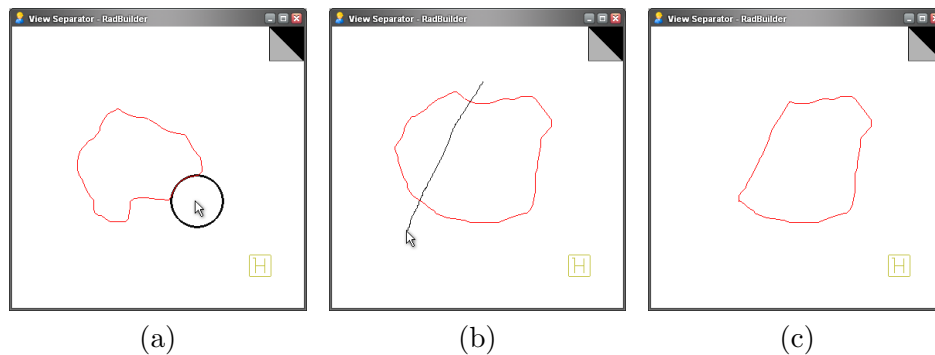 View Separator - RadBuilder
View Separator - RadBuilder
View Separator - RadBuilder
H
H
H
(a)
(b)
(c)